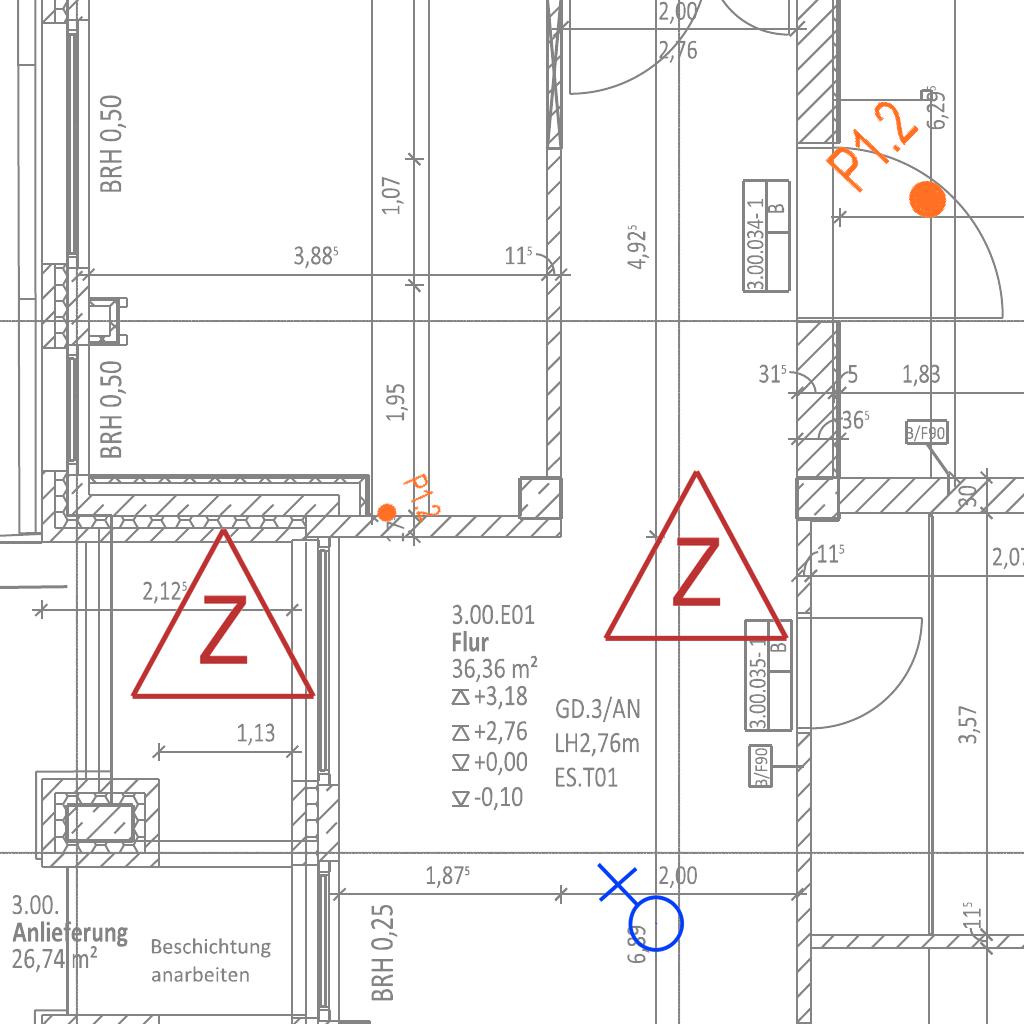 2,00
2,76
BRH 0,50
6,29⁵
P1.2
1,07
4,92⁵
3.00.034- 1
B
3,88⁵
11⁵
31⁵
5
1,83
BRH 0,50
1,95
36⁵
B/F90
P1.2
30
11⁵
2,07
Z
Z
2,12⁵
3.00.E01
Flur
36,36 m²
+3,18
+2,76
+0,00
-0,10
GD.3/AN
LH2,76m
ES.T01
3.00.035- 1
B
1,13
3,57
B/F90
1,87⁵
2,00
3.00.
Anlieferung
26,74 m²
Beschichtung
anarbeiten
BRH 0,25
6,89
11⁵